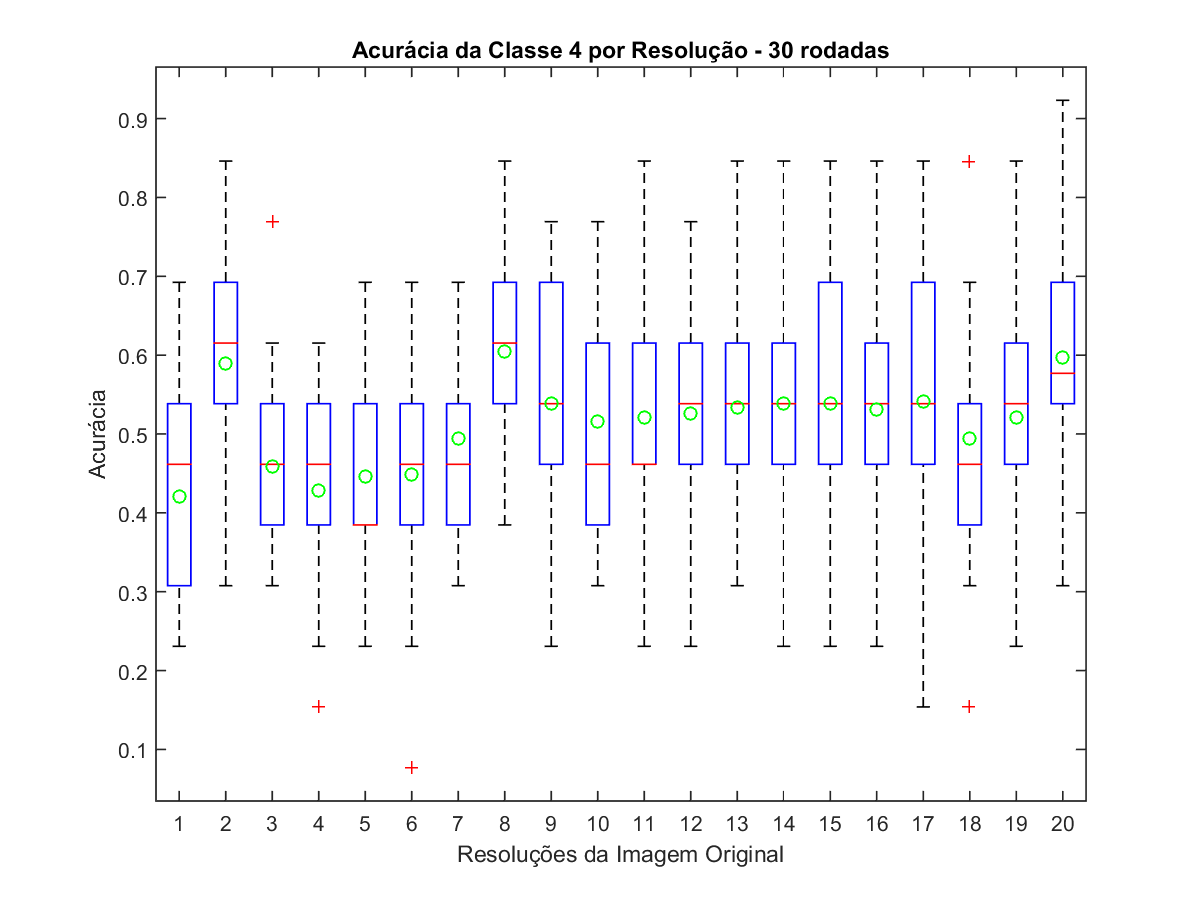 Acurácia da Classe 4 por Resolução - 30 rodadas
Acurácia
0.9
0.8
0.7
0.6
0.5
0.4
0.3
0.2
0.1
1 2 3 4 5 6 7 8 9 10 11 12 13 14 15 16 17 18 19 20
Resoluções da Imagem Original